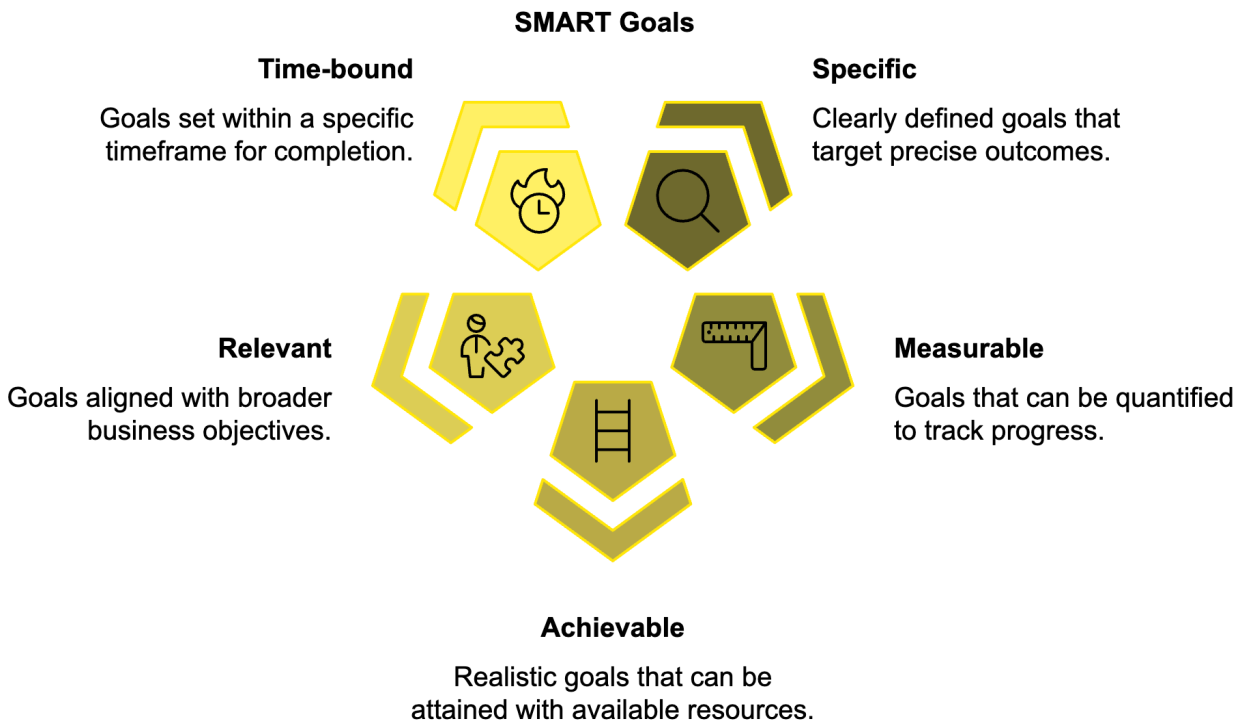 SMART Goals
Time-bound
Goals set within a specific
timeframe for completion.
Specific
Clearly defined goals that
target precise outcomes.
Relevant
Goals aligned with broader
business objectives.
Measurable
Goals that can be quantified
to track progress.
Achievable
Realistic goals that can be
attained with available resources.